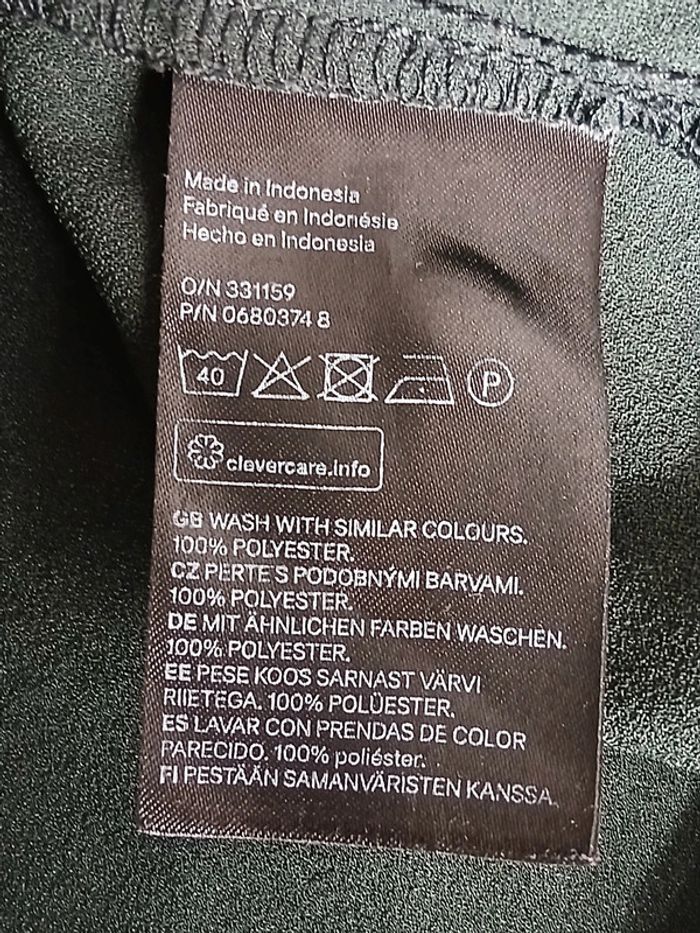 Made in Indonesia
Fabriqué en Indonésie
Hecho en Indonesia
O/N 331159
P/N 0680374 8
40 P
clevercare.info
GB WASH WITH SIMILAR COLOURS.
100% POLYESTER.
CZ PERTE S PODOBNÝMI BARVAMI.
100% POLYESTER.
DE MIT ÄHNLICHEN FARBEN WASCHEN.
100% POLYESTER.
EE PESE KOOS SARNAST VÄRVI
RIIETEGA. 100% POLÜESTER.
ES LAVAR CON PRENDAS DE COLOR
PARECIDO. 100% poliéster.
FI PESTÄÄN SAMANVÄRISTEN KANSSA.